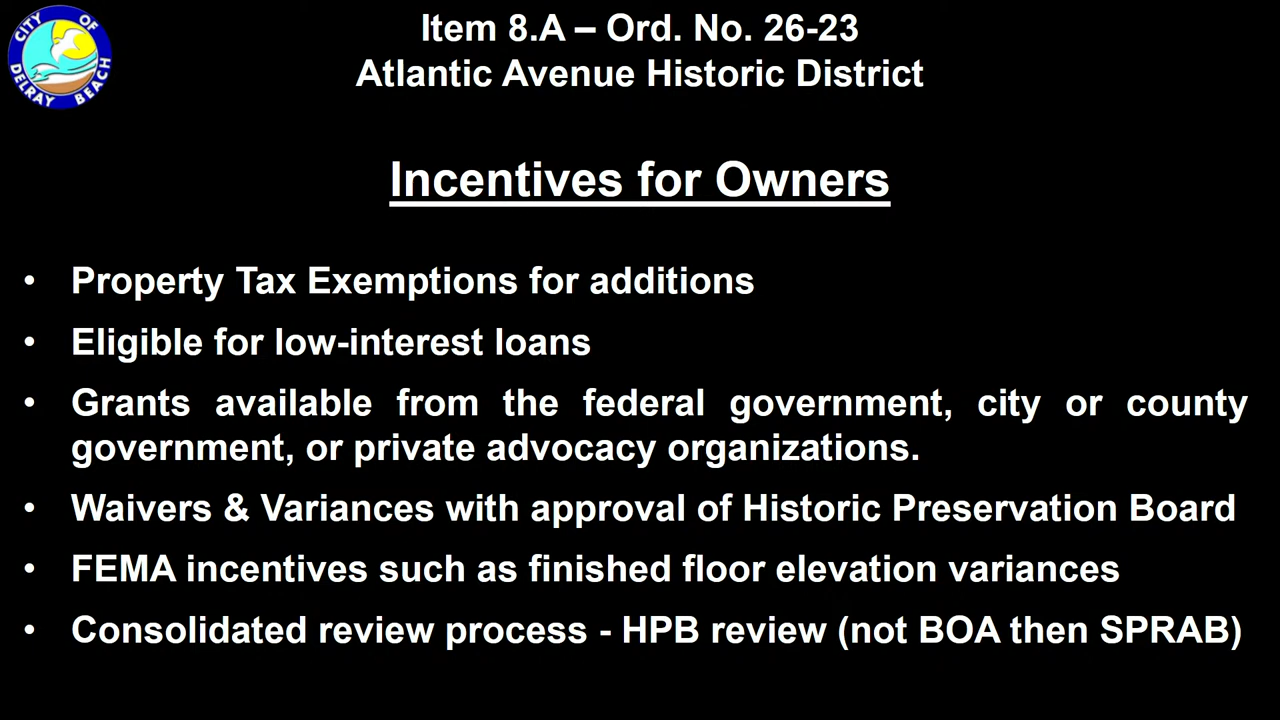 CITY OF
DELRAY BEACH
Item 8.A – Ord. No. 26-23
Atlantic Avenue Historic District
Incentives for Owners
• Property Tax Exemptions for additions
• Eligible for low-interest loans
• Grants available from the federal government, city or county
government, or private advocacy organizations.
• Waivers & Variances with approval of Historic Preservation Board
• FEMA incentives such as finished floor elevation variances
• Consolidated review process - HPB review (not BOA then SPRAB)